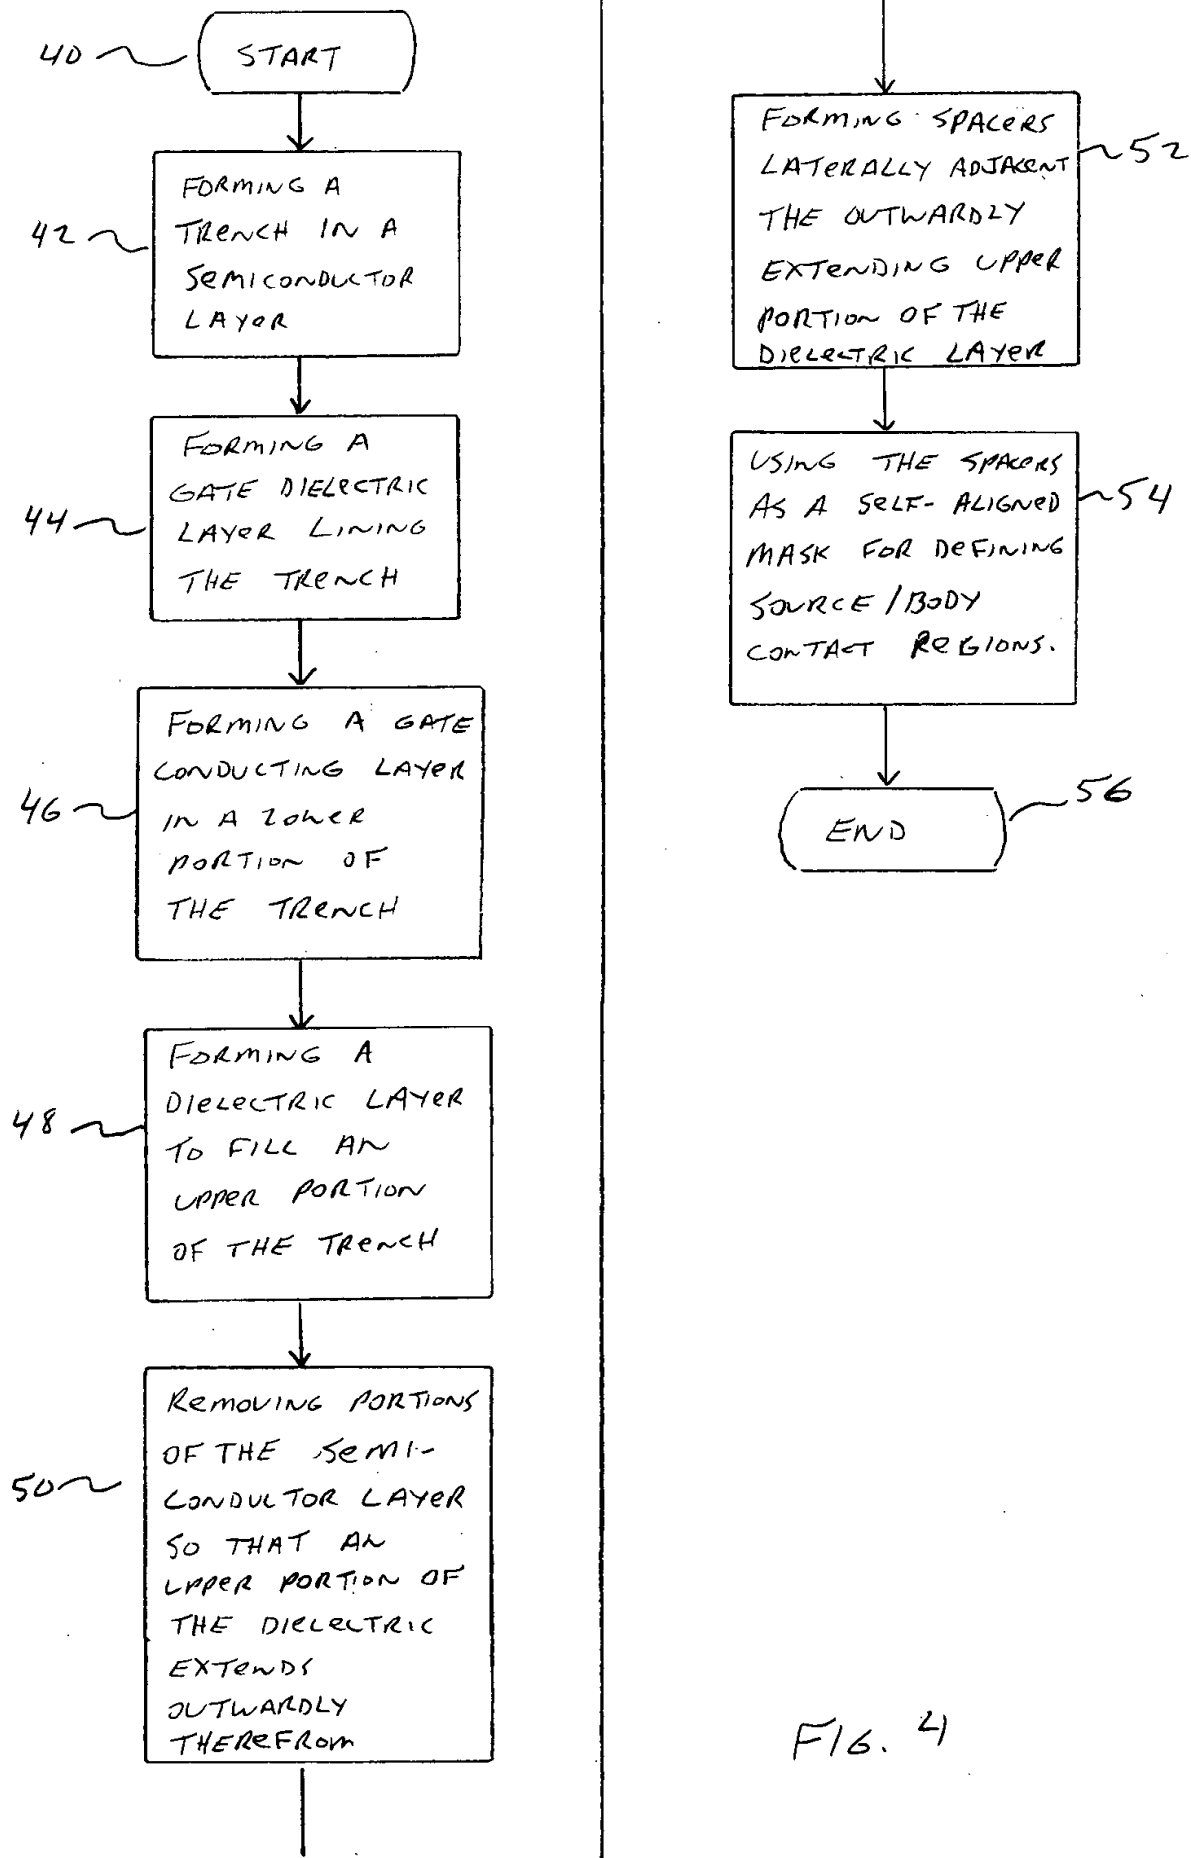 40
START
42
FORMING A
TRENCH IN A
SEMICONDUCTOR
LAYER
44
FORMING A
GATE DIELECTRIC
LAYER LINING
THE TRENCH
46
FORMING A GATE
CONDUCTING LAYER
IN A LOWER
PORTION OF
THE TRENCH
48
FORMING A
DIELECTRIC LAYER
TO FILL AN
UPPER PORTION
OF THE TRENCH
50
REMOVING PORTIONS
OF THE SEMI-
CONDUCTOR LAYER
SO THAT AN
UPPER PORTION OF
THE DIELECTRIC
EXTENDS
OUTWARDLY
THEREFROM
52
FORMING SPACERS
LATERALLY ADJACENT
THE OUTWARDLY
EXTENDING UPPER
PORTION OF THE
DIELECTRIC LAYER
54
USING THE SPACERS
AS A SELF-ALIGNED
MASK FOR DEFINING
SOURCE/BODY
CONTACT REGIONS.
56
END
FIG. 4